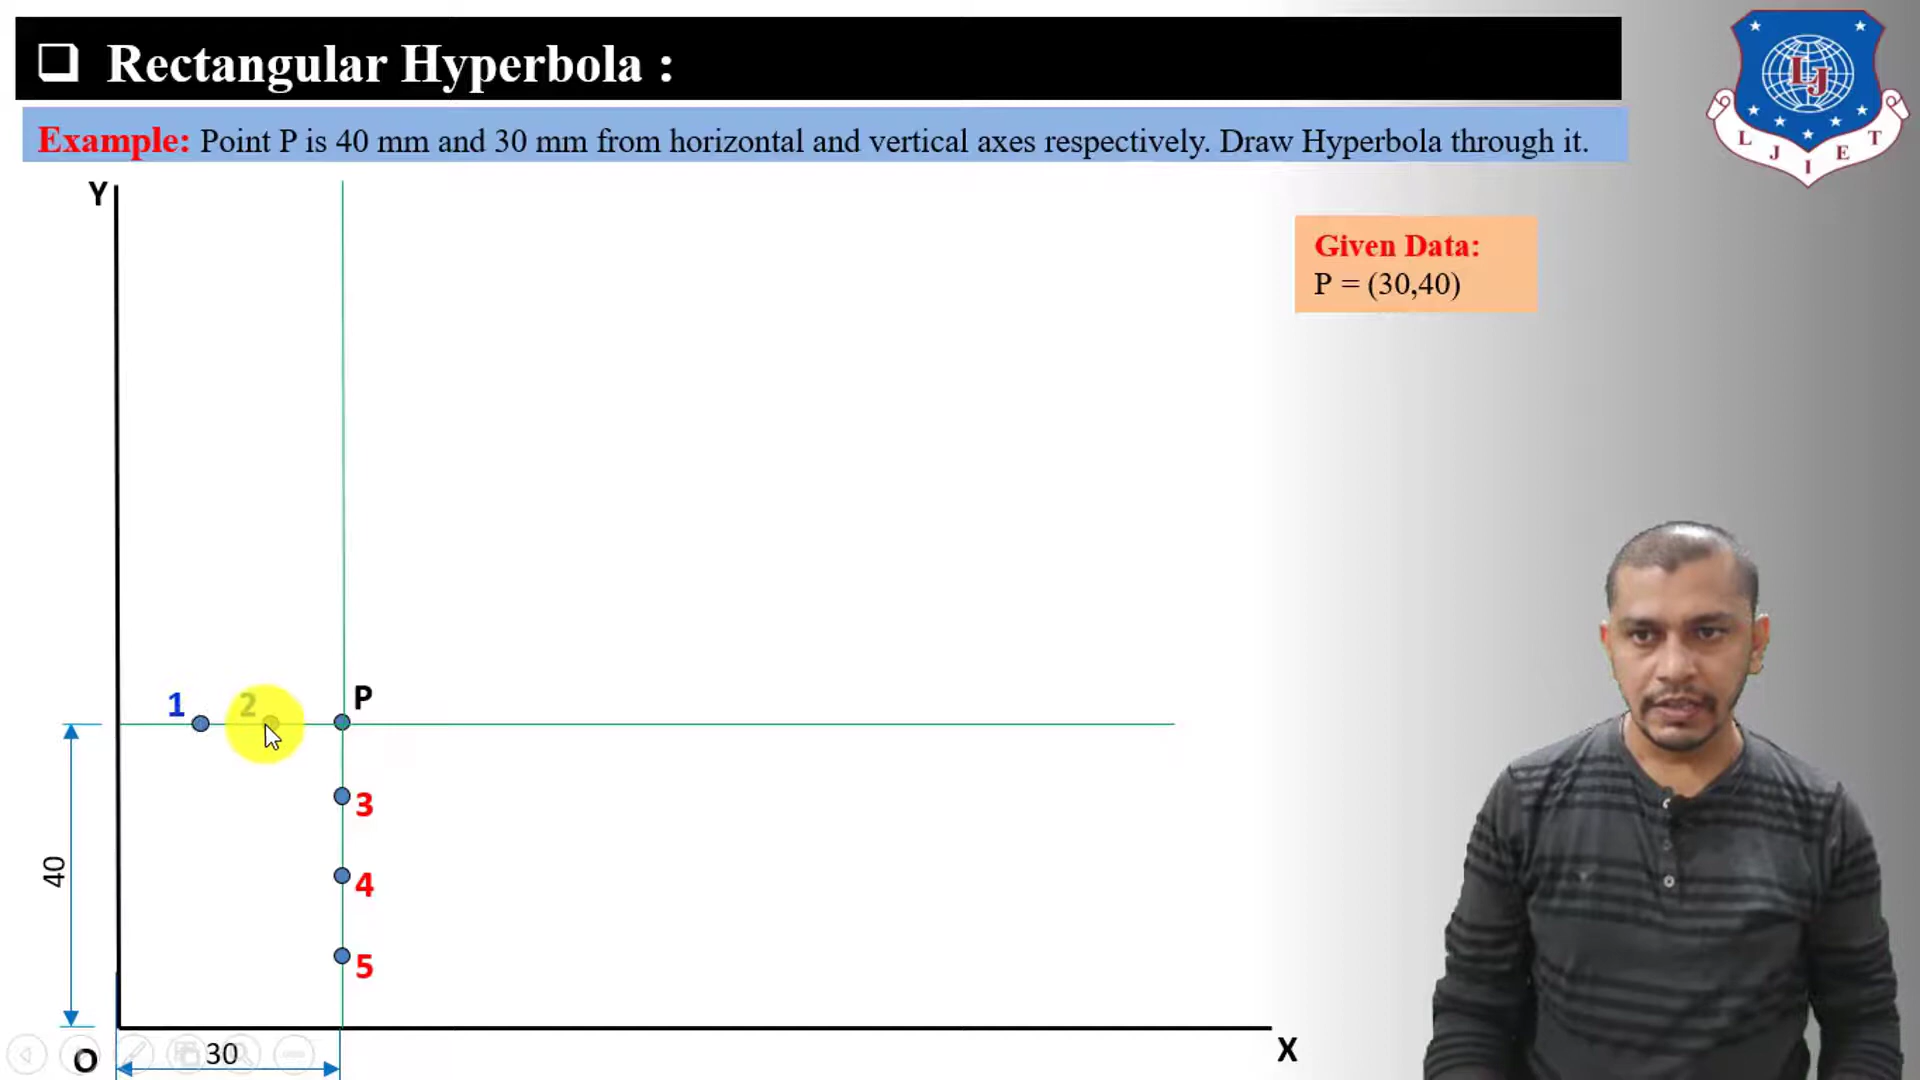 Rectangular Hyperbola :
Example: Point P is 40 mm and 30 mm from horizontal and vertical axes respectively. Draw Hyperbola through it.
LJ
L J I E T
Y
Given Data:
P = (30,40)
1
2
P
3
4
5
40
O
30
X